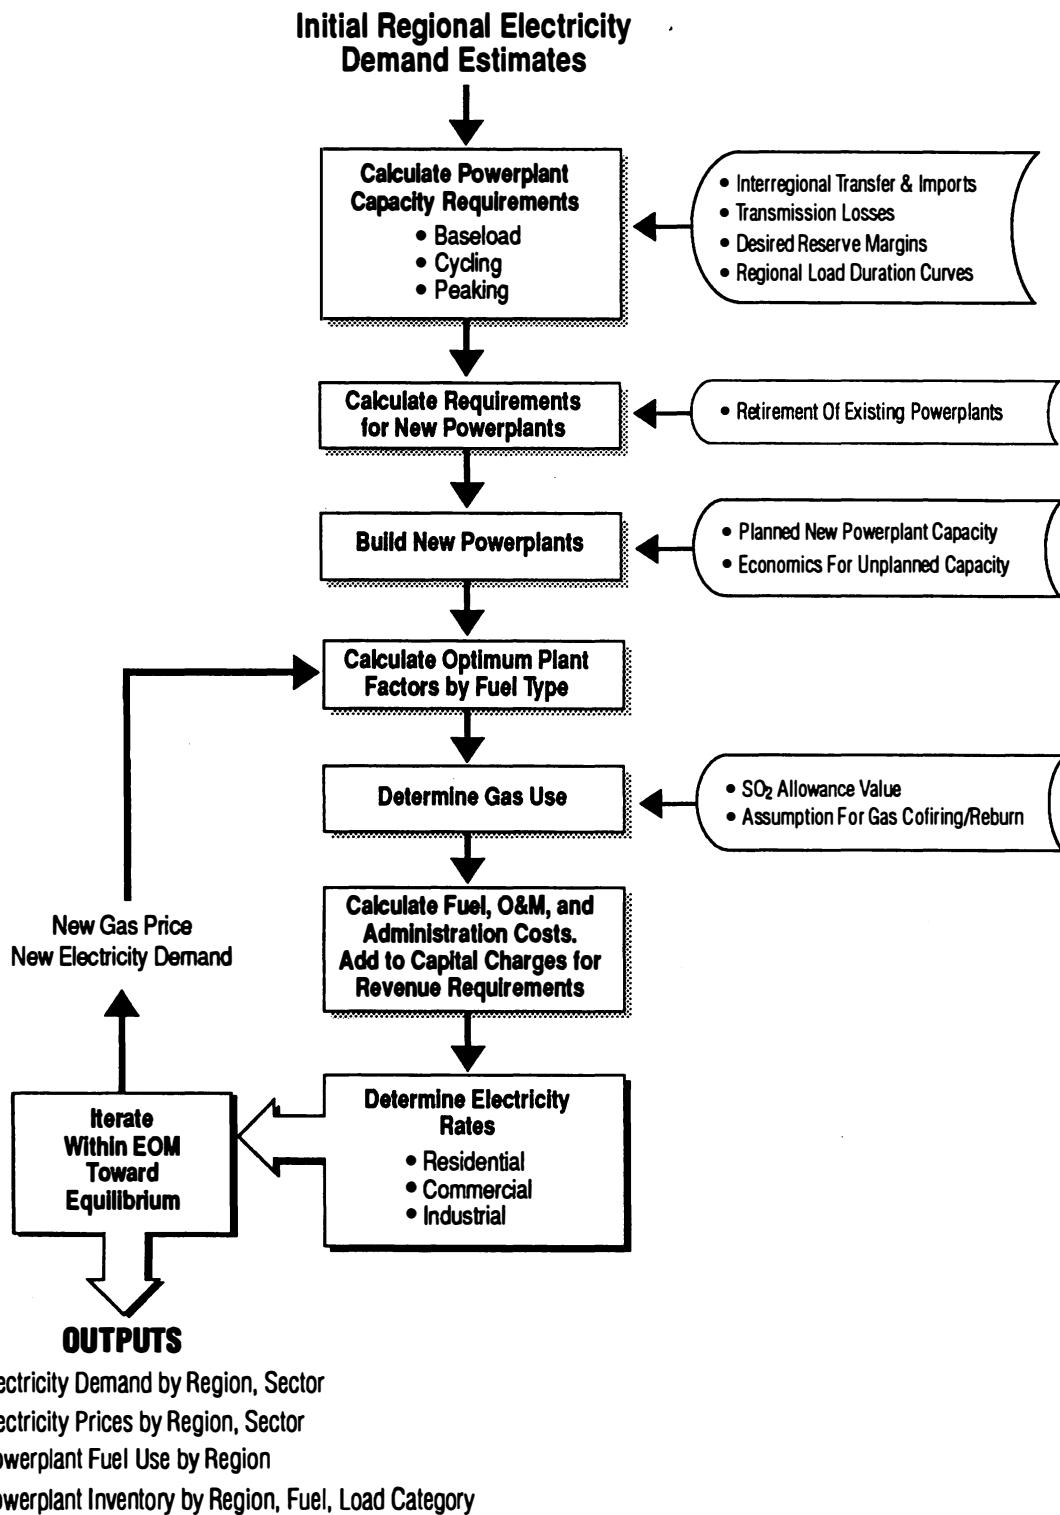 Initial Regional Electricity
Demand Estimates
Calculate Powerplant
Capacity Requirements
• Baseload
• Cycling
• Peaking
• Interregional Transfer & Imports
• Transmission Losses
• Desired Reserve Margins
• Regional Load Duration Curves
Calculate Requirements
for New Powerplants
• Retirement Of Existing Powerplants
Build New Powerplants
• Planned New Powerplant Capacity
• Economics For Unplanned Capacity
Calculate Optimum Plant
Factors by Fuel Type
Determine Gas Use
• SO₂ Allowance Value
• Assumption For Gas Cofiring/Reburn
Calculate Fuel, O&M, and
Administration Costs.
Add to Capital Charges for
Revenue Requirements
New Gas Price
New Electricity Demand
Determine Electricity
Rates
• Residential
• Commercial
• Industrial
Iterate
Within EOM
Toward
Equilibrium
OUTPUTS
ectricity Demand by Region, Sector
ectricity Prices by Region, Sector
owerplant Fuel Use by Region
owerplant Inventory by Region, Fuel, Load Category